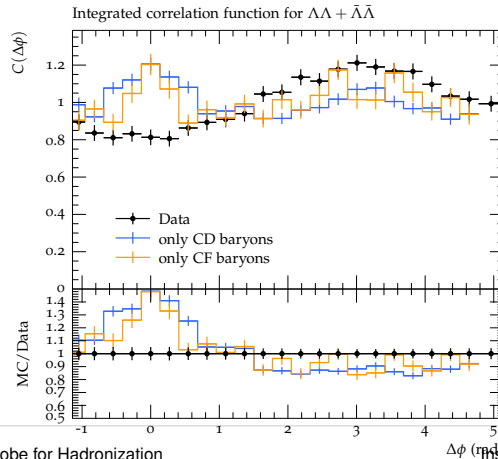 Integrated correlation function for ΛΛ + Λ̄Λ̄
C(Δϕ)
1.2
1
0.8
0.6
0.4
0.2
0
Data
only CD baryons
only CF baryons
MC/Data
1.4
1.3
1.2
1.1
1
0.9
0.8
0.7
0.6
0.5
-1 0 1 2 3 4 5
Δϕ (rad
obe for Hadronization